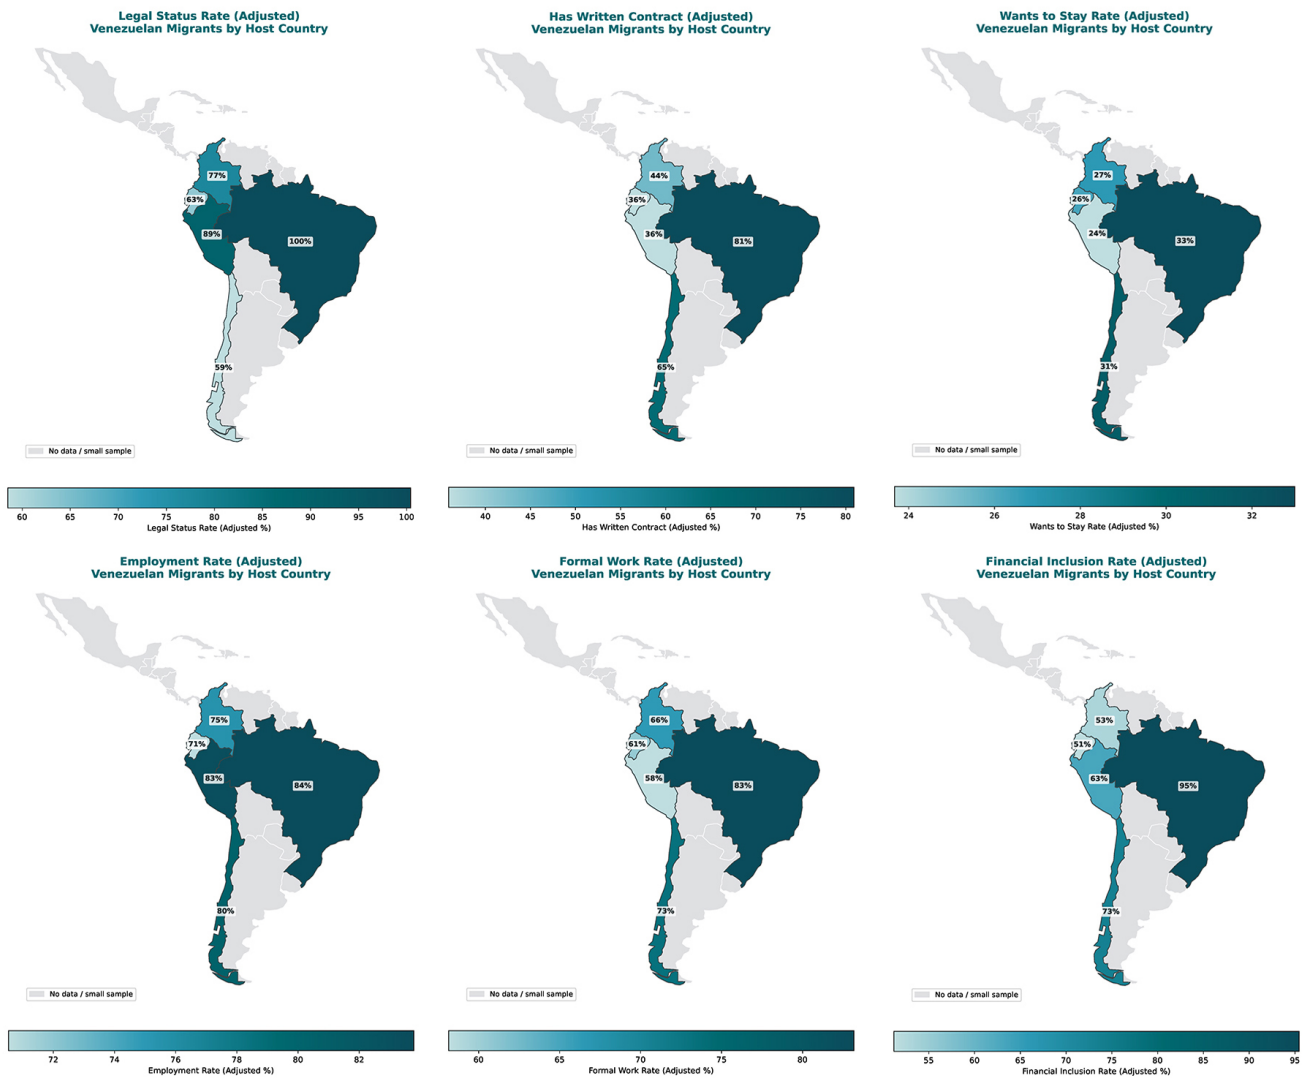 Legal Status Rate (Adjusted)
Venezuelan Migrants by Host Country
77%
63%
89%
100%
59%
No data / small sample
60 65 70 75 80 85 90 95 100
Legal Status Rate (Adjusted %)
Has Written Contract (Adjusted)
Venezuelan Migrants by Host Country
44%
36%
36%
81%
65%
No data / small sample
40 45 50 55 60 65 70 75 80
Has Written Contract (Adjusted %)
Wants to Stay Rate (Adjusted)
Venezuelan Migrants by Host Country
27%
26%
24%
33%
31%
No data / small sample
24 26 28 30 32
Wants to Stay Rate (Adjusted %)
Employment Rate (Adjusted)
Venezuelan Migrants by Host Country
75%
71%
83%
84%
80%
No data / small sample
72 74 76 78 80 82
Employment Rate (Adjusted %)
Formal Work Rate (Adjusted)
Venezuelan Migrants by Host Country
66%
61%
58%
83%
73%
No data / small sample
60 65 70 75 80
Formal Work Rate (Adjusted %)
Financial Inclusion Rate (Adjusted)
Venezuelan Migrants by Host Country
53%
51%
63%
95%
73%
No data / small sample
55 60 65 70 75 80 85 90 95
Financial Inclusion Rate (Adjusted %)